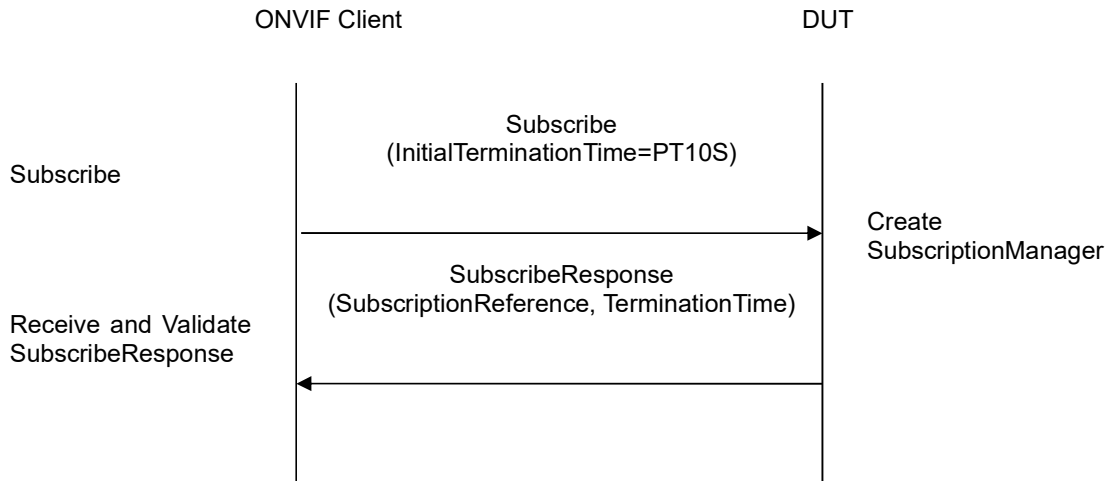 ONVIF Client
DUT
Subscribe
(InitialTerminationTime=PT10S)
Subscribe
Create
SubscriptionManager
SubscribeResponse
(SubscriptionReference, TerminationTime)
Receive and Validate
SubscribeResponse